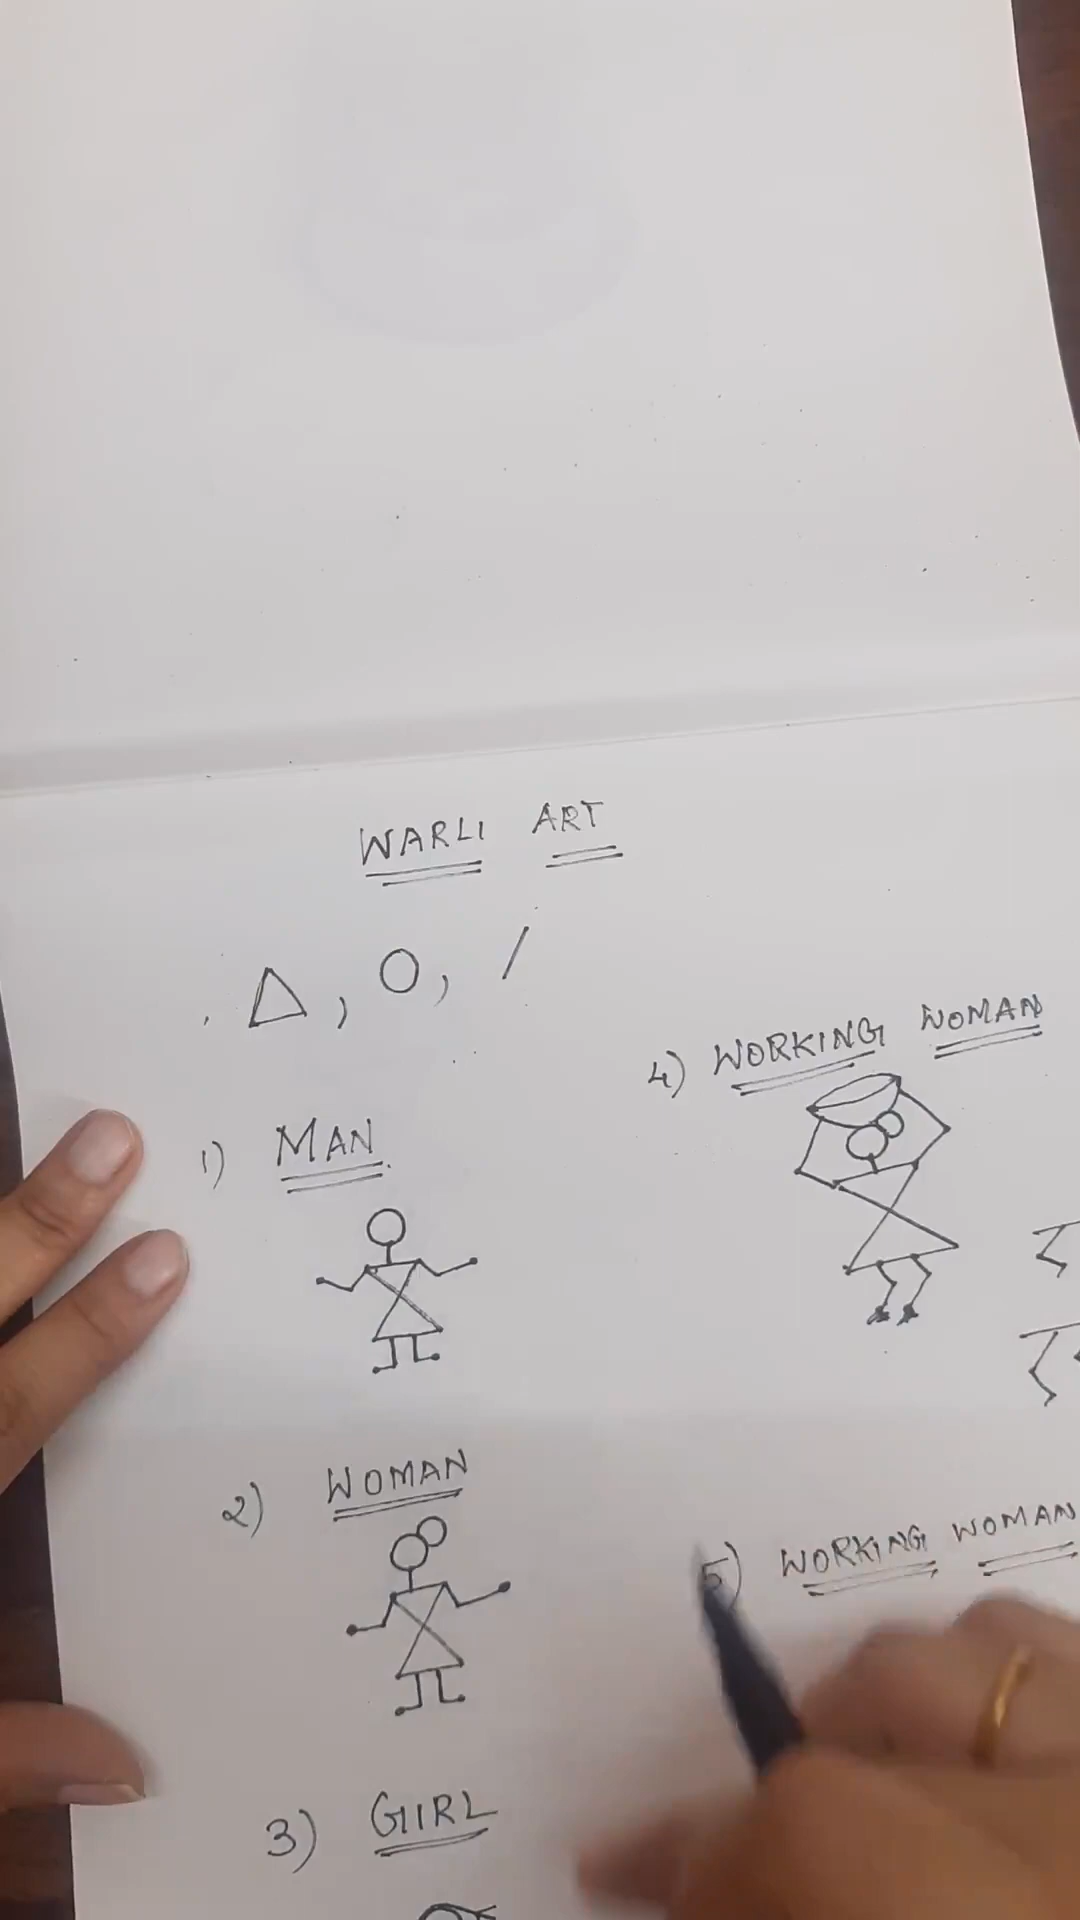 WARLI ART
△, O, /
1) MAN
2) WOMAN
3) GIRL
4) WORKING WOMAN
5) WORKING WOMAN